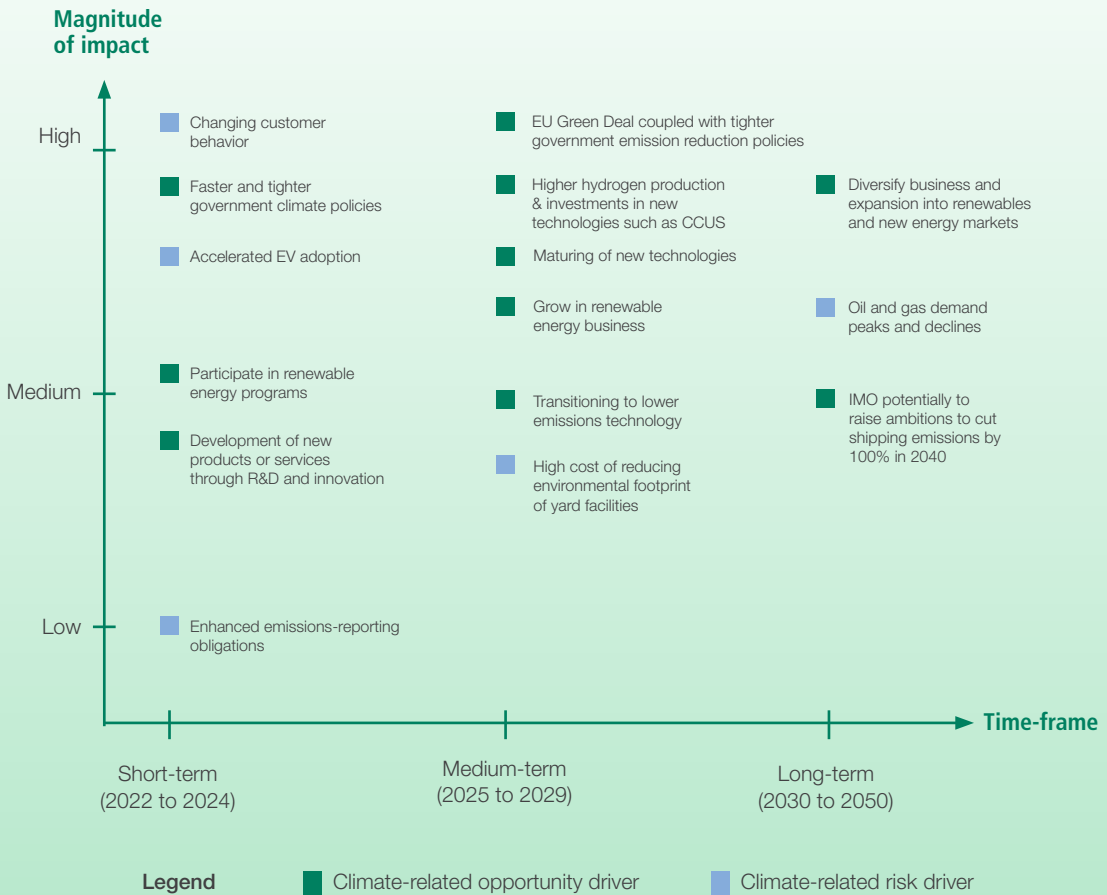 Magnitude
of impact
High
Medium
Low
Changing customer
behavior
Faster and tighter
government climate policies
Accelerated EV adoption
Participate in renewable
energy programs
Development of new
products or services
through R&D and innovation
Enhanced emissions-reporting
obligations
EU Green Deal coupled with tighter
government emission reduction policies
Higher hydrogen production
& investments in new
technologies such as CCUS
Maturing of new technologies
Grow in renewable
energy business
Transitioning to lower
emissions technology
High cost of reducing
environmental footprint
of yard facilities
Diversify business and
expansion into renewables
and new energy markets
Oil and gas demand
peaks and declines
IMO potentially to
raise ambitions to cut
shipping emissions by
100% in 2040
Time-frame
Short-term
(2022 to 2024)
Medium-term
(2025 to 2029)
Long-term
(2030 to 2050)
Legend
Climate-related opportunity driver
Climate-related risk driver